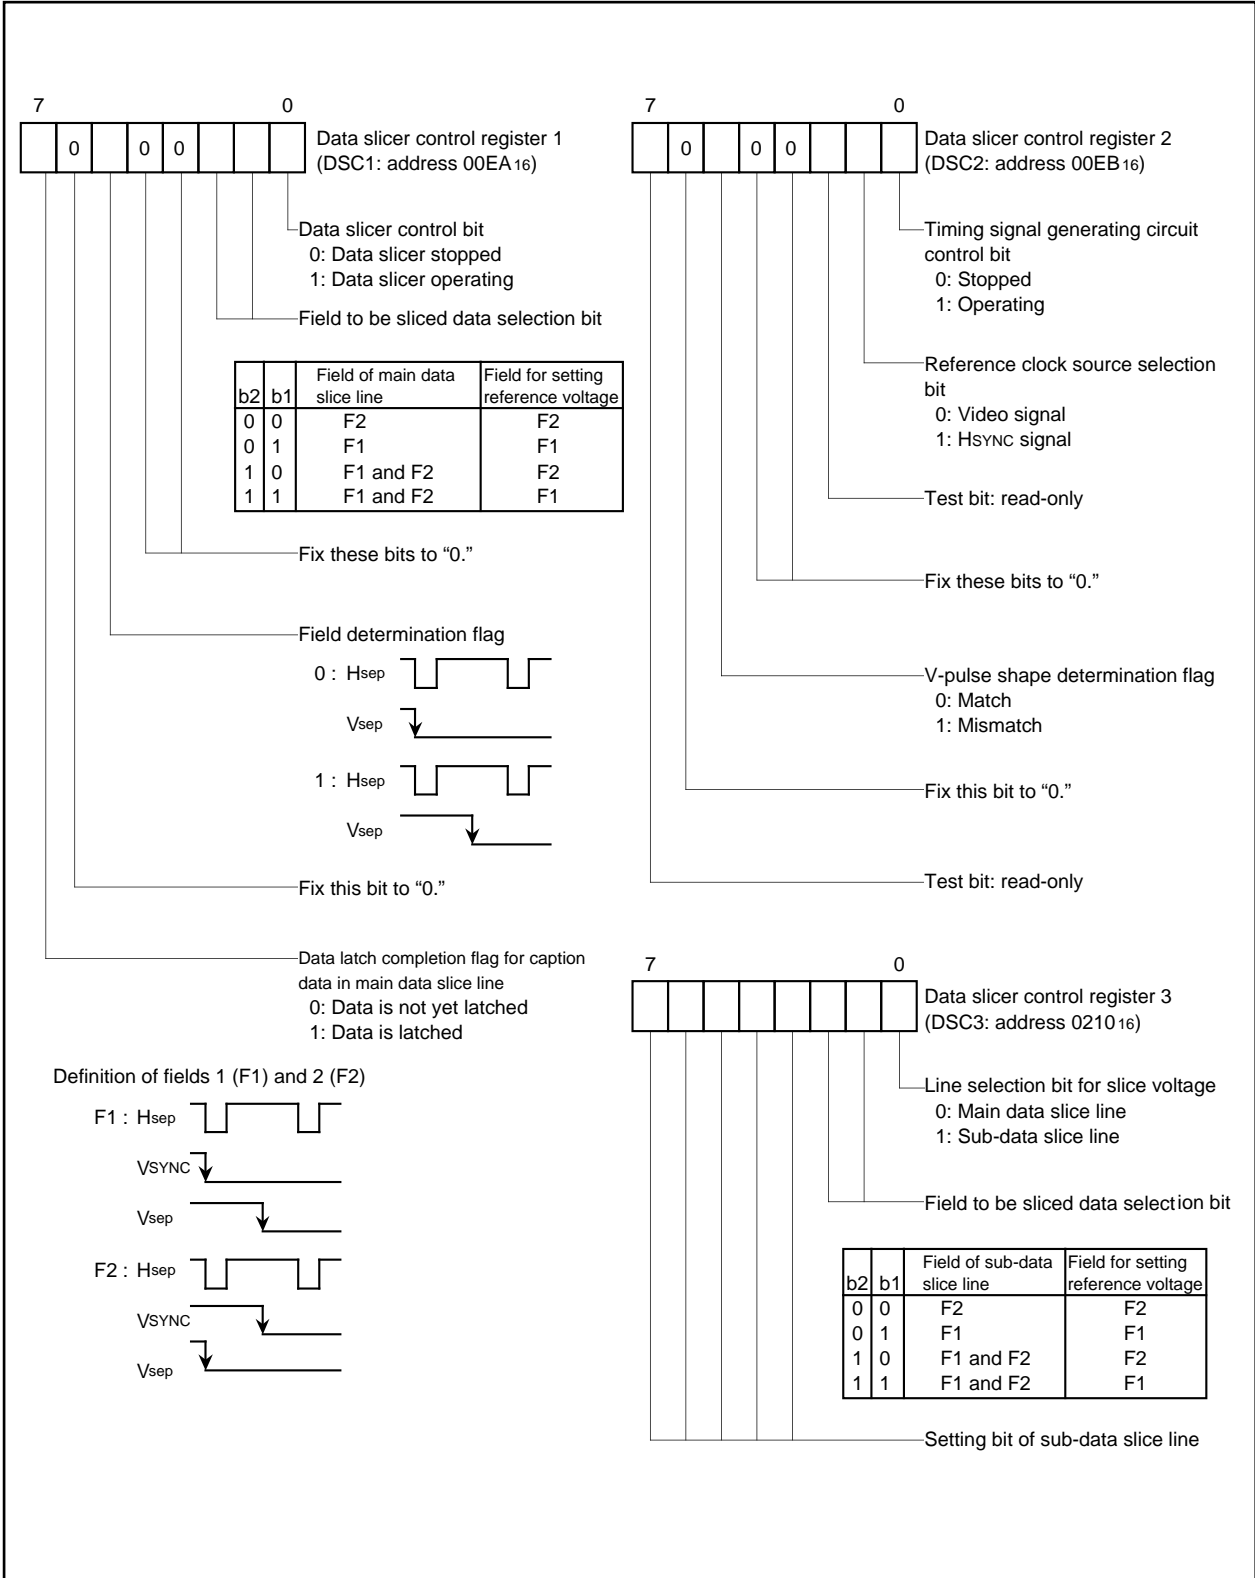 7 0
0 0 0
Data slicer control register 1
(DSC1: address 00EA16)
Data slicer control bit
0: Data slicer stopped
1: Data slicer operating
Field to be sliced data selection bit
b2 b1 Field of main data slice line Field for setting reference voltage
0 0 F2 F2
0 1 F1 F1
1 0 F1 and F2 F2
1 1 F1 and F2 F1
Fix these bits to “0.”
Field determination flag
0 : Hsep
Vsep
1 : Hsep
Vsep
Fix this bit to “0.”
Data latch completion flag for caption
data in main data slice line
0: Data is not yet latched
1: Data is latched
Definition of fields 1 (F1) and 2 (F2)
F1 : Hsep
VSYNC
Vsep
F2 : Hsep
VSYNC
Vsep
7 0
0 0 0
Data slicer control register 2
(DSC2: address 00EB16)
Timing signal generating circuit
control bit
0: Stopped
1: Operating
Reference clock source selection
bit
0: Video signal
1: HSYNC signal
Test bit: read-only
Fix these bits to “0.”
V-pulse shape determination flag
0: Match
1: Mismatch
Fix this bit to “0.”
Test bit: read-only
7 0
Data slicer control register 3
(DSC3: address 021016)
Line selection bit for slice voltage
0: Main data slice line
1: Sub-data slice line
Field to be sliced data selection bit
b2 b1 Field of sub-data slice line Field for setting reference voltage
0 0 F2 F2
0 1 F1 F1
1 0 F1 and F2 F2
1 1 F1 and F2 F1
Setting bit of sub-data slice line